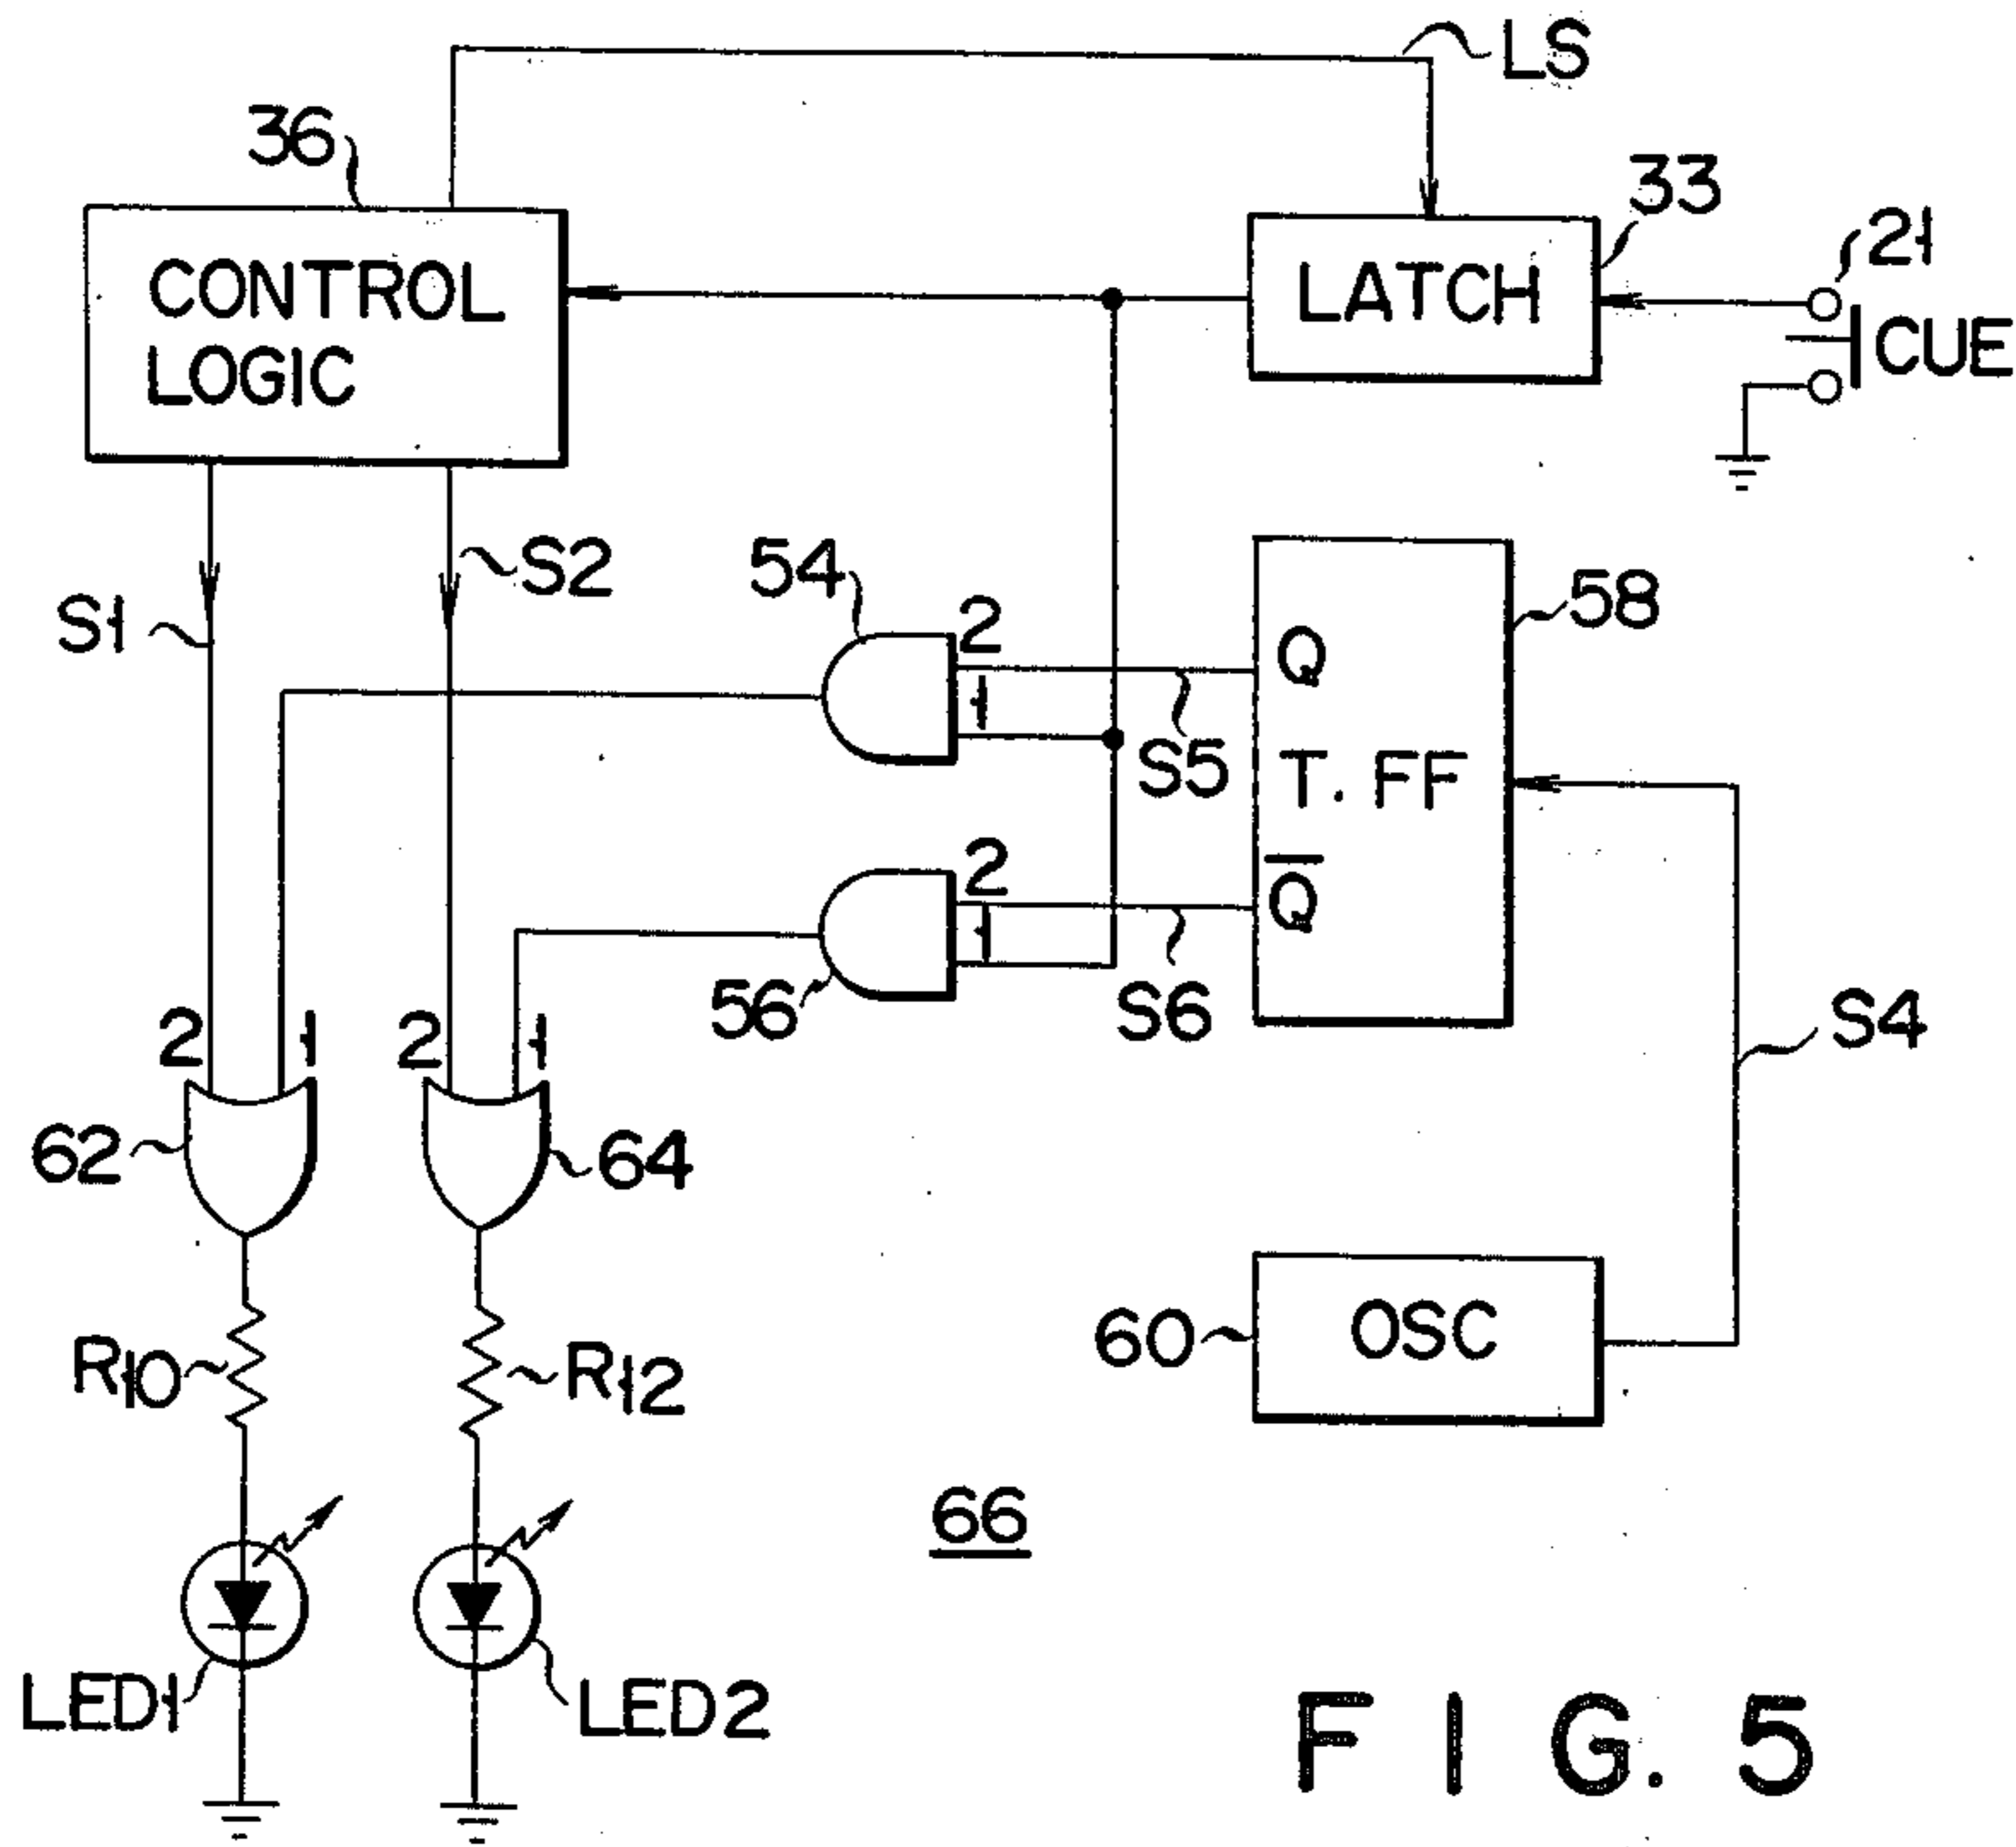 LS
36
33
21
CONTROL
LOGIC
LATCH
CUE
S1
S2
54
2
1
58
Q
S5
T. FF
2
1
Q̅
56
S6
S4
2
1
2
1
62
64
60
OSC
R10
R12
66
LED1
LED2
FIG. 5